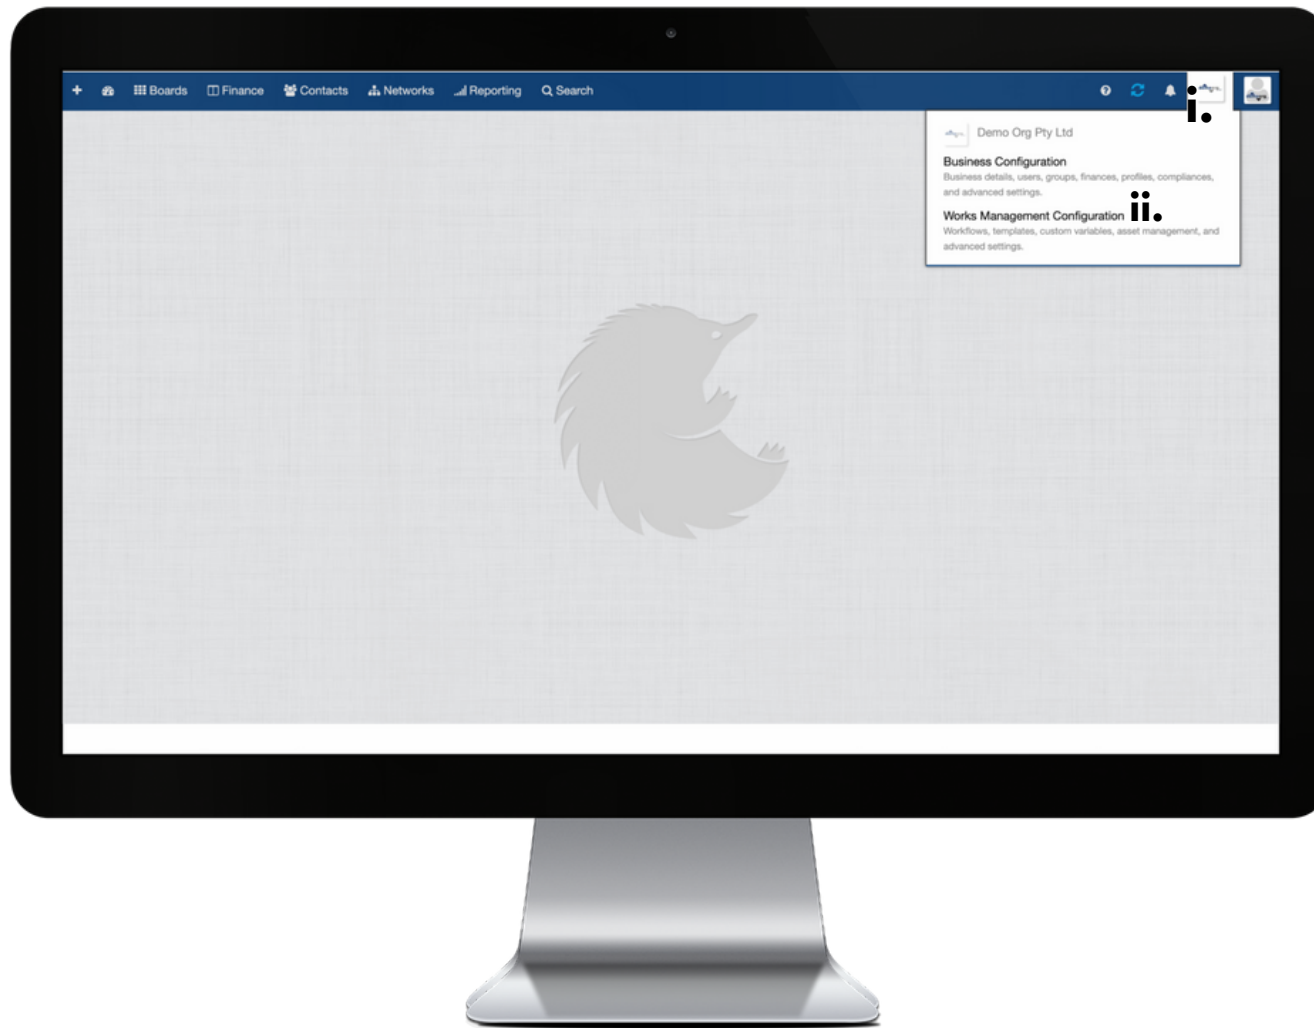 Boards Finance Contacts Networks Reporting Search
i.
Demo Org Pty Ltd
Business Configuration
Business details, users, groups, finances, profiles, compliances,
and advanced settings.
Works Management Configuration ii.
Workflows, templates, custom variables, asset management, and
advanced settings.